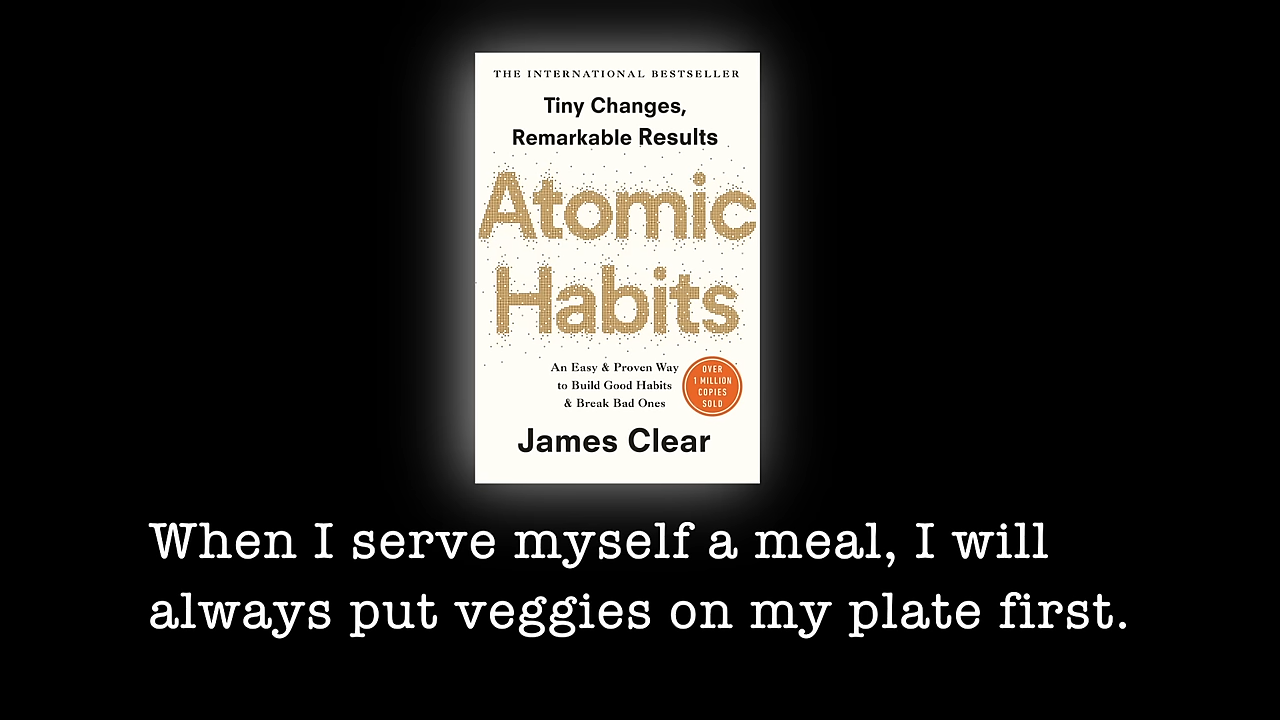 THE INTERNATIONAL BESTSELLER
Tiny Changes,
Remarkable Results
Atomic
Habits
An Easy & Proven Way
to Build Good Habits
& Break Bad Ones
OVER
1 MILLION
COPIES
SOLD
James Clear
When I serve myself a meal, I will
always put veggies on my plate first.